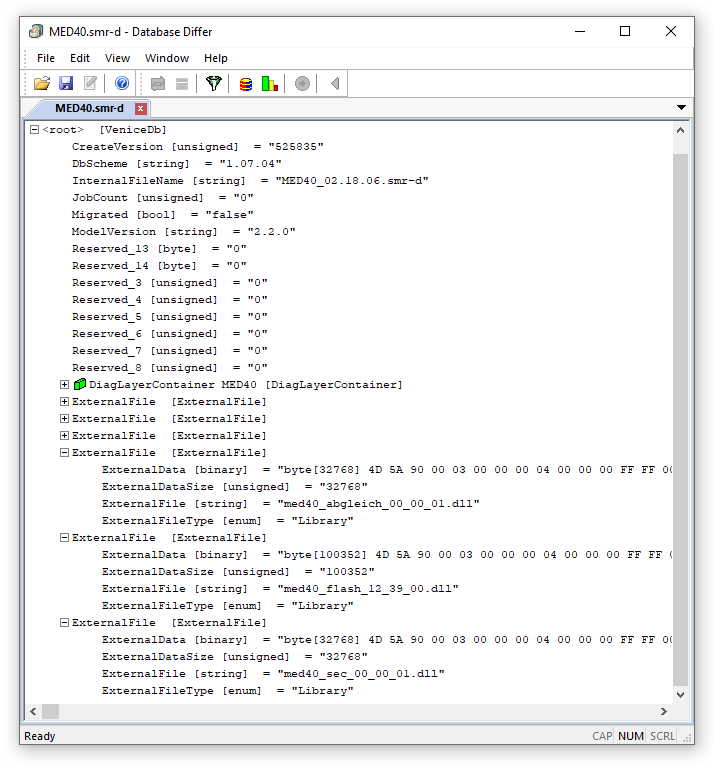 MED40.smr-d - Database Differ
File Edit View Window Help
MED40.smr-d
<root> [VeniceDb]
CreateVersion [unsigned] = "525835"
DbScheme [string] = "1.07.04"
InternalFileName [string] = "MED40_02.18.06.smr-d"
JobCount [unsigned] = "0"
Migrated [bool] = "false"
ModelVersion [string] = "2.2.0"
Reserved_13 [byte] = "0"
Reserved_14 [byte] = "0"
Reserved_3 [unsigned] = "0"
Reserved_4 [unsigned] = "0"
Reserved_5 [unsigned] = "0"
Reserved_6 [unsigned] = "0"
Reserved_7 [unsigned] = "0"
Reserved_8 [unsigned] = "0"
DiagLayerContainer MED40 [DiagLayerContainer]
ExternalFile [ExternalFile]
ExternalFile [ExternalFile]
ExternalFile [ExternalFile]
ExternalFile [ExternalFile]
ExternalData [binary] = "byte[32768] 4D 5A 90 00 03 00 00 00 04 00 00 00 FF FF 00
ExternalDataSize [unsigned] = "32768"
ExternalFile [string] = "med40_abgleich_00_00_01.dll"
ExternalFileType [enum] = "Library"
ExternalFile [ExternalFile]
ExternalData [binary] = "byte[100352] 4D 5A 90 00 03 00 00 00 04 00 00 00 FF FF 0
ExternalDataSize [unsigned] = "100352"
ExternalFile [string] = "med40_flash_12_39_00.dll"
ExternalFileType [enum] = "Library"
ExternalFile [ExternalFile]
ExternalData [binary] = "byte[32768] 4D 5A 90 00 03 00 00 00 04 00 00 00 FF FF 00
ExternalDataSize [unsigned] = "32768"
ExternalFile [string] = "med40_sec_00_00_01.dll"
ExternalFileType [enum] = "Library"
Ready CAP NUM SCRL